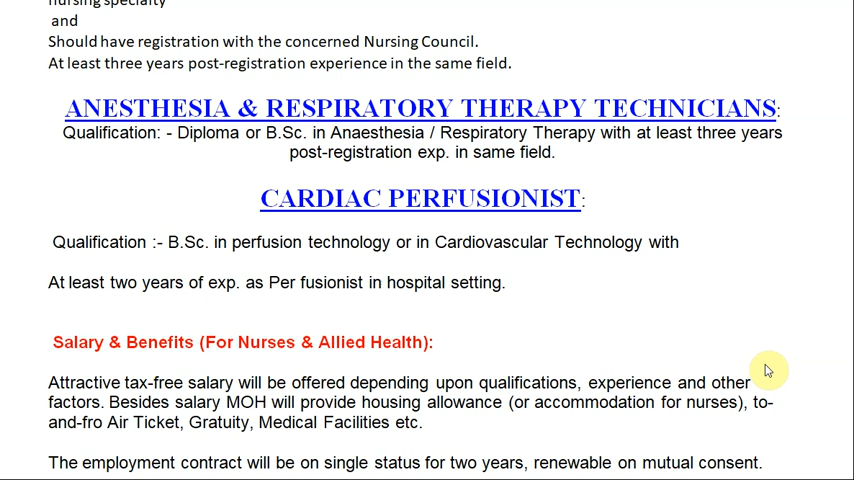 nursing specialty
and
Should have registration with the concerned Nursing Council.
At least three years post-registration experience in the same field.
ANESTHESIA & RESPIRATORY THERAPY TECHNICIANS:
Qualification: - Diploma or B.Sc. in Anaesthesia / Respiratory Therapy with at least three years
post-registration exp. in same field.
CARDIAC PERFUSIONIST:
Qualification :- B.Sc. in perfusion technology or in Cardiovascular Technology with
At least two years of exp. as Per fusionist in hospital setting.
Salary & Benefits (For Nurses & Allied Health):
Attractive tax-free salary will be offered depending upon qualifications, experience and other
factors. Besides salary MOH will provide housing allowance (or accommodation for nurses), to-
and-fro Air Ticket, Gratuity, Medical Facilities etc.
The employment contract will be on single status for two years, renewable on mutual consent.